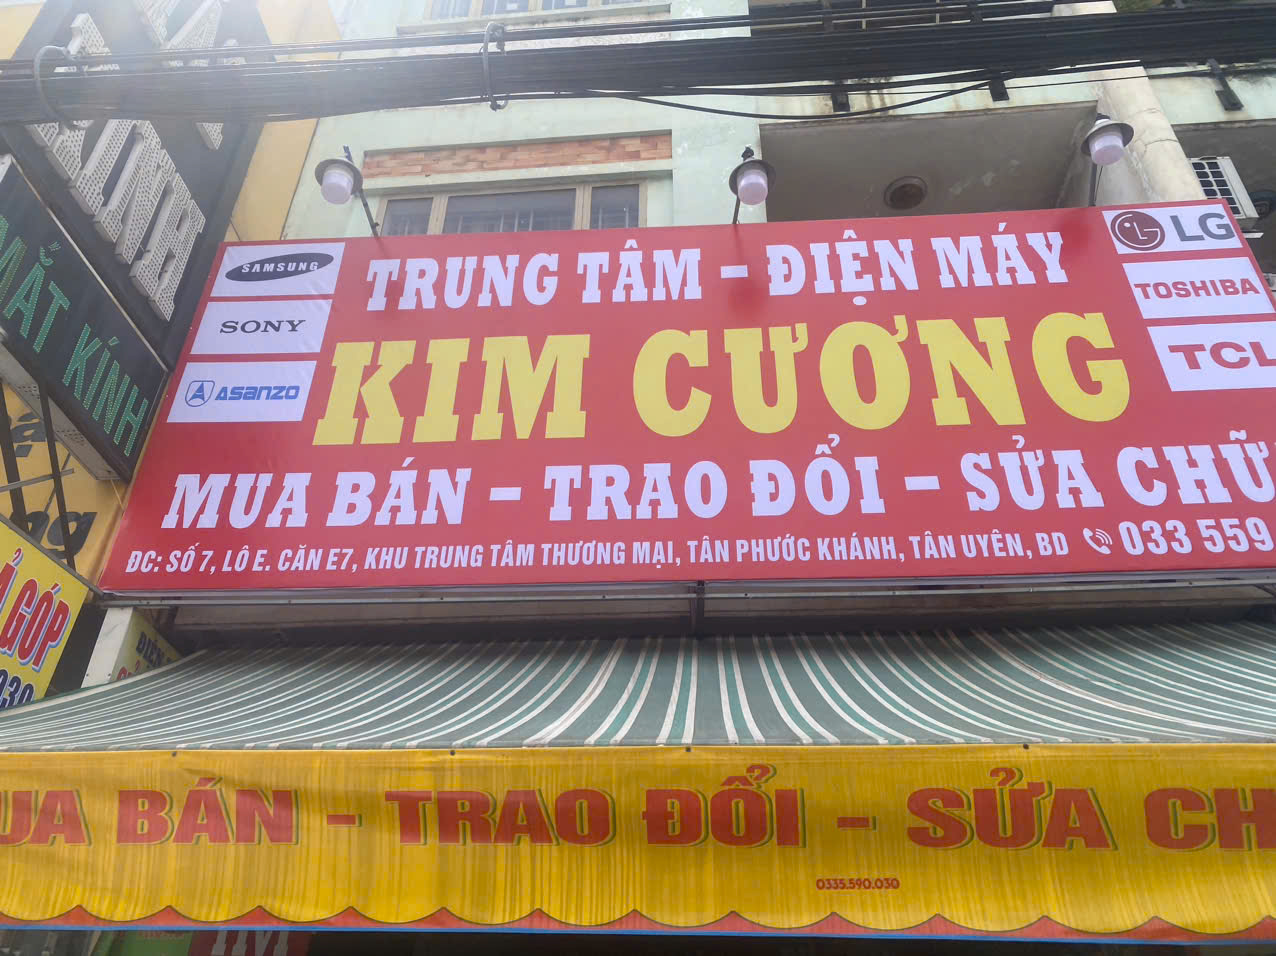 SAMSUNG
SONY
ASANZO
TRUNG TÂM - ĐIỆN MÁY
KIM CƯƠNG
MUA BÁN - TRAO ĐỔI - SỬA CHỮ
ĐC: SỐ 7, LÔ E. CĂN E7, KHU TRUNG TÂM THƯƠNG MẠI, TÂN PHƯỚC KHÁNH, TÂN UYÊN, BD 033 559
LG
TOSHIBA
TCL
MẮT KÍNH
Ả GÓP
030
UA BÁN - TRAO ĐỔI - SỬA CH
0335.590.030